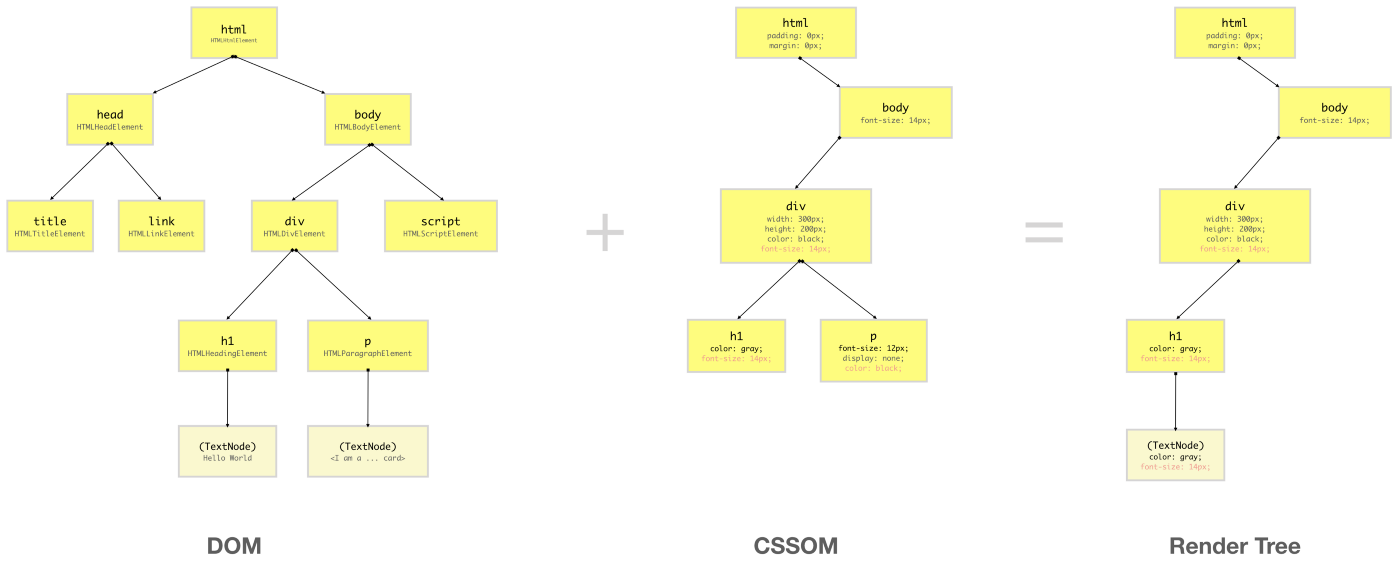 html
HTMLHtmlElement
head
HTMLHeadElement
body
HTMLBodyElement
title
HTMLTitleElement
link
HTMLLinkElement
div
HTMLDivElement
script
HTMLScriptElement
h1
HTMLHeadingElement
p
HTMLParagraphElement
(TextNode)
Hello World
(TextNode)
<I am a ... card>
DOM
+
html
padding: 0px;
margin: 0px;
body
font-size: 14px;
div
width: 300px;
height: 200px;
color: black;
font-size: 14px;
h1
color: gray;
font-size: 14px;
p
font-size: 12px;
display: none;
color: black;
CSSOM
=
html
padding: 0px;
margin: 0px;
body
font-size: 14px;
div
width: 300px;
height: 200px;
color: black;
font-size: 14px;
h1
color: gray;
font-size: 14px;
(TextNode)
color: gray;
font-size: 14px;
Render Tree